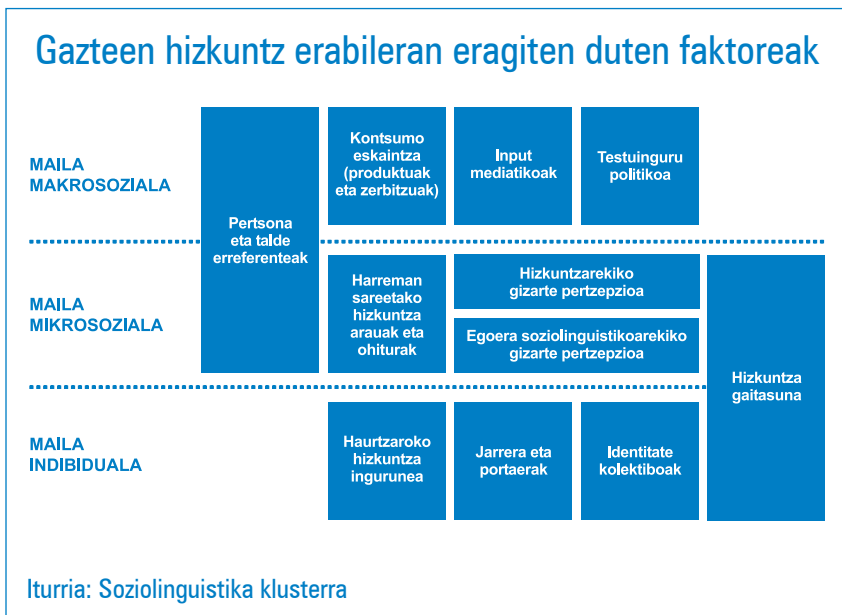 Gazteen hizkuntz erabileran eragiten duten faktoreak
MAILA
MAKROSOZIALA
Pertsona
eta talde
erreferenteak
Kontsumo
eskaintza
(produktuak
eta zerbitzuak)
Input
mediatikoak
Testuinguru
politikoa
MAILA
MIKROSOZIALA
Harreman
sareetako
hizkuntza
arauak eta
ohiturak
Hizkuntzarekiko
gizarte pertzepzioa
Egoera soziolinguistikoarekiko
gizarte pertzepzioa
Hizkuntza
gaitasuna
MAILA
INDIBIDUALA
Haurtzaroko
hizkuntza
ingurunea
Jarrera eta
portaerak
Identitate
kolektiboak
Iturria: Soziolinguistika klusterra